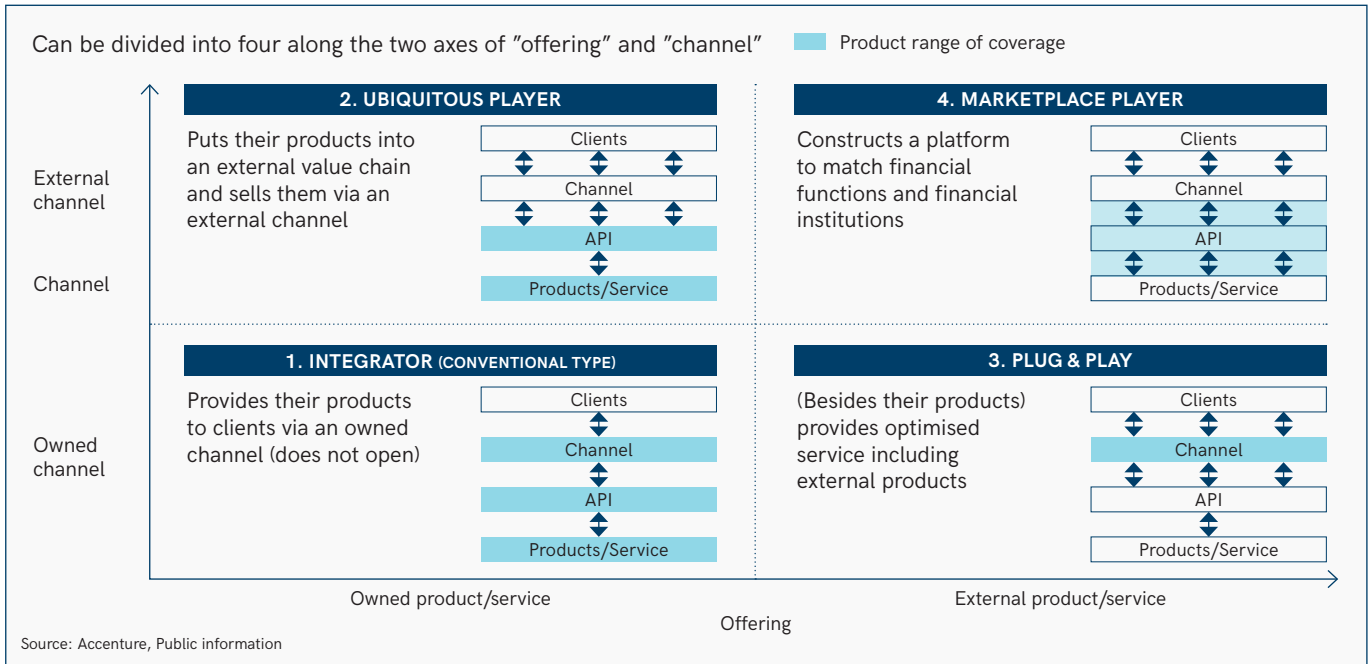 Can be divided into four along the two axes of ”offering” and ”channel”
Product range of coverage
External
channel
Channel
Owned
channel
2. UBIQUITOUS PLAYER
Puts their products into
an external value chain
and sells them via an
external channel
Clients
Channel
API
Products/Service
4. MARKETPLACE PLAYER
Constructs a platform
to match financial
functions and financial
institutions
Clients
Channel
API
Products/Service
1. INTEGRATOR (CONVENTIONAL TYPE)
Provides their products
to clients via an owned
channel (does not open)
Clients
Channel
API
Products/Service
3. PLUG & PLAY
(Besides their products)
provides optimised
service including
external products
Clients
Channel
API
Products/Service
Owned product/service
External product/service
Offering
Source: Accenture, Public information